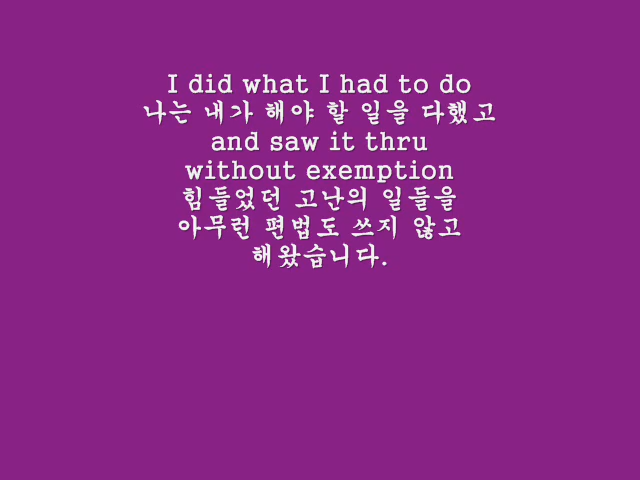 I did what I had to do
나는 내가 해야 할 일을 다했고
and saw it thru
without exemption
힘들었던 고난의 일들을
아무런 편법도 쓰지 않고
해왔습니다.